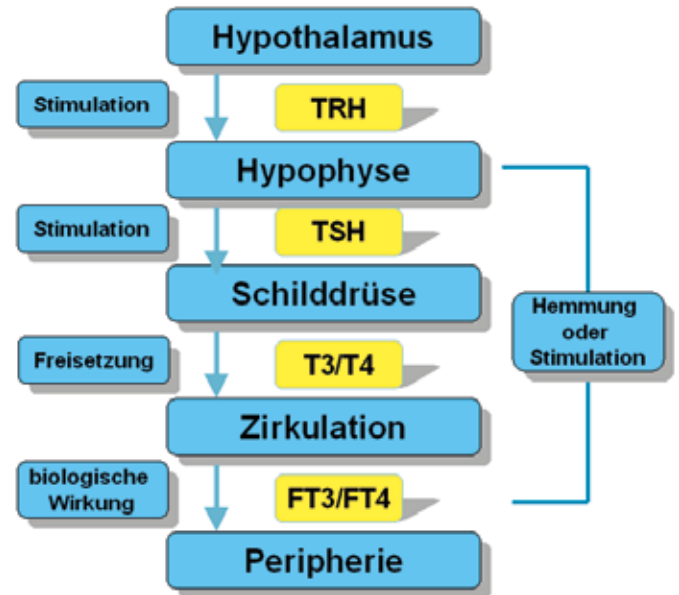 Hypothalamus
Stimulation
TRH
Hypophyse
Stimulation
TSH
Schilddrüse
Hemmung
oder
Stimulation
Freisetzung
T3/T4
Zirkulation
biologische
Wirkung
FT3/FT4
Peripherie